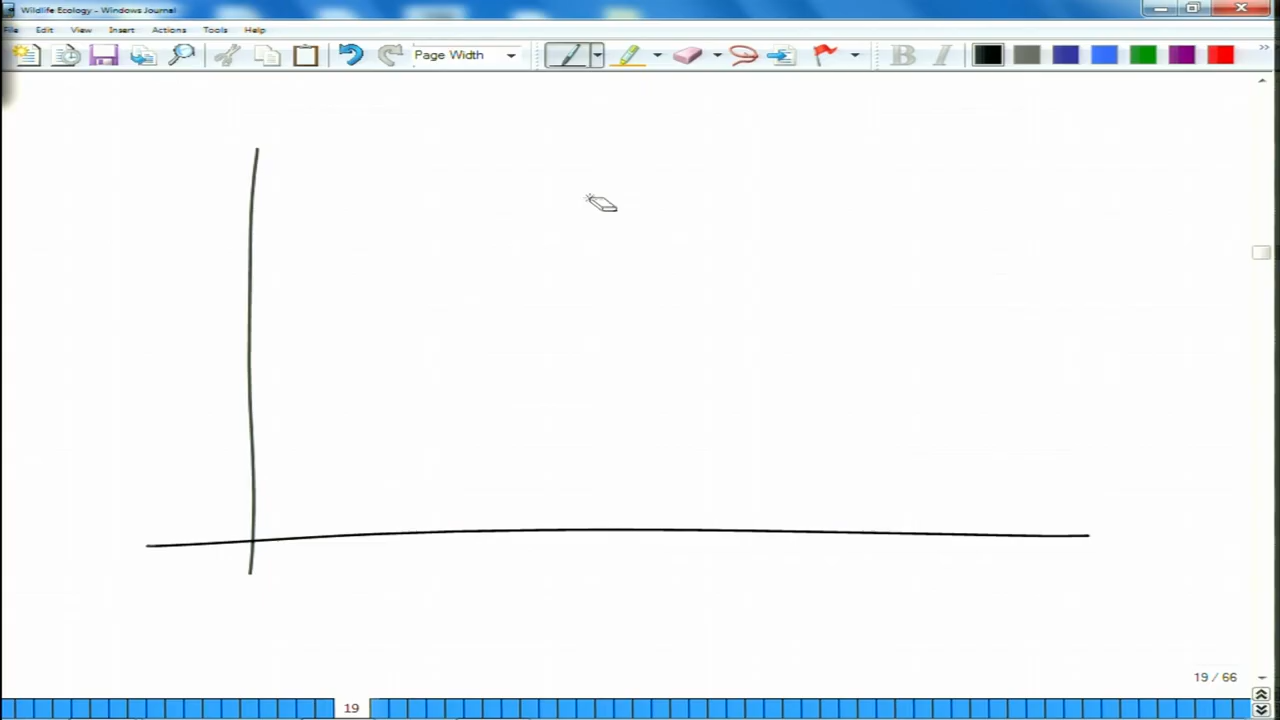 Wildlife Ecology - Windows Journal
File Edit View Insert Actions Tools Help
Page Width B I
19 / 66
19